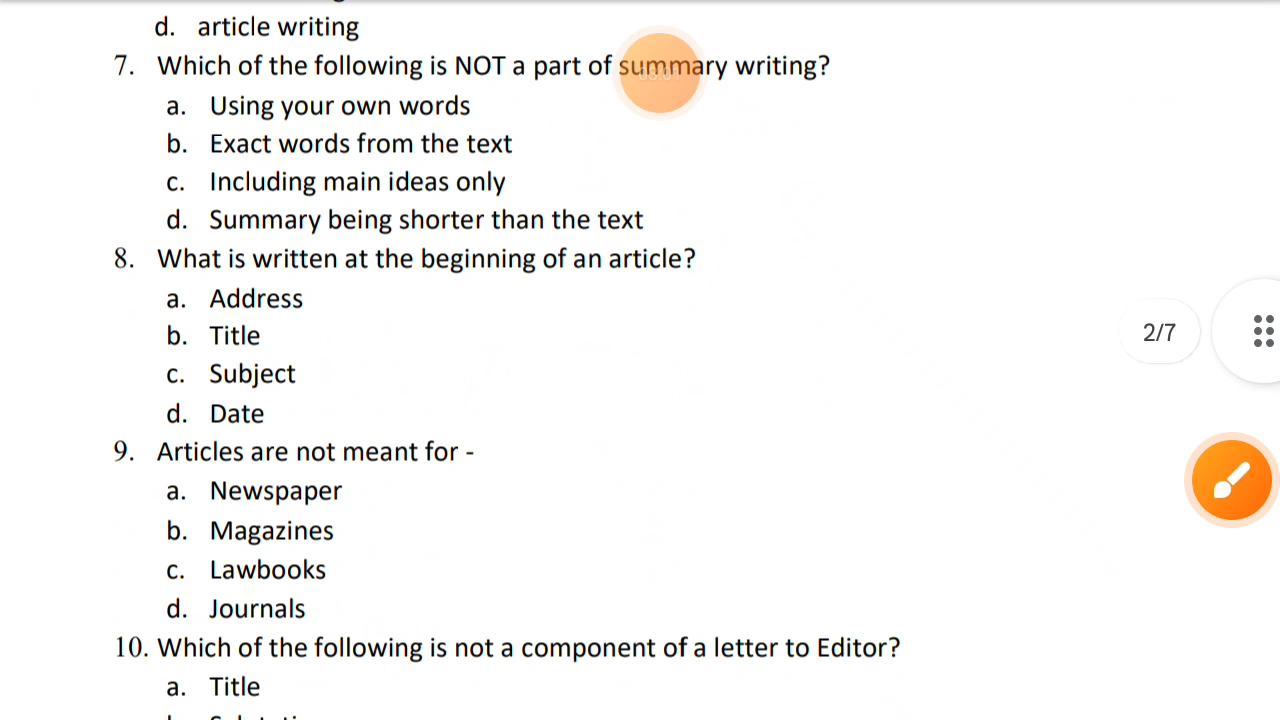 d. article writing
7. Which of the following is NOT a part of summary writing?
a. Using your own words
b. Exact words from the text
c. Including main ideas only
d. Summary being shorter than the text
8. What is written at the beginning of an article?
a. Address
b. Title
c. Subject
d. Date
2/7
9. Articles are not meant for -
a. Newspaper
b. Magazines
c. Lawbooks
d. Journals
10. Which of the following is not a component of a letter to Editor?
a. Title